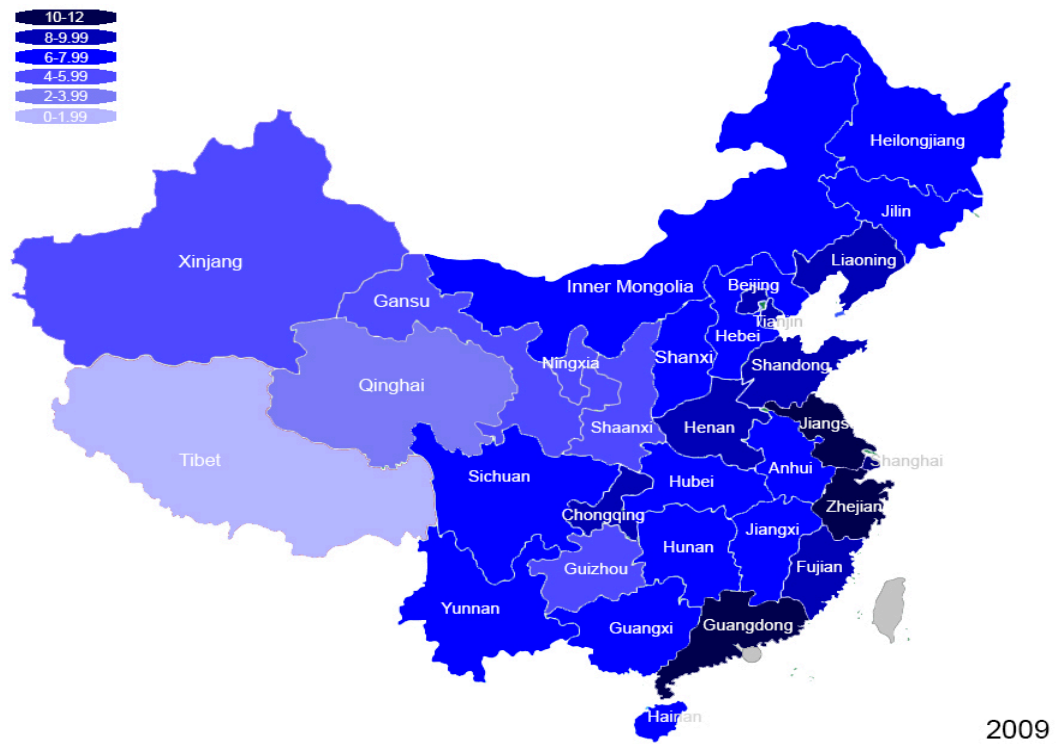 10-12
8-9.99
6-7.99
4-5.99
2-3.99
0-1.99
Heilongjiang
Jilin
Liaoning
Xinjang
Beijing
Inner Mongolia
Gansu
Tianjin
Hebei
Shanxi
Ningxia
Shandong
Qinghai
Jiangs
Shaanxi
Henan
Tibet
Shanghai
Anhui
Sichuan
Hubei
Zhejian
Chongqing
Jiangxi
Hunan
Fujian
Guizhou
Yunnan
Guangxi
Guangdong
Hainan
2009